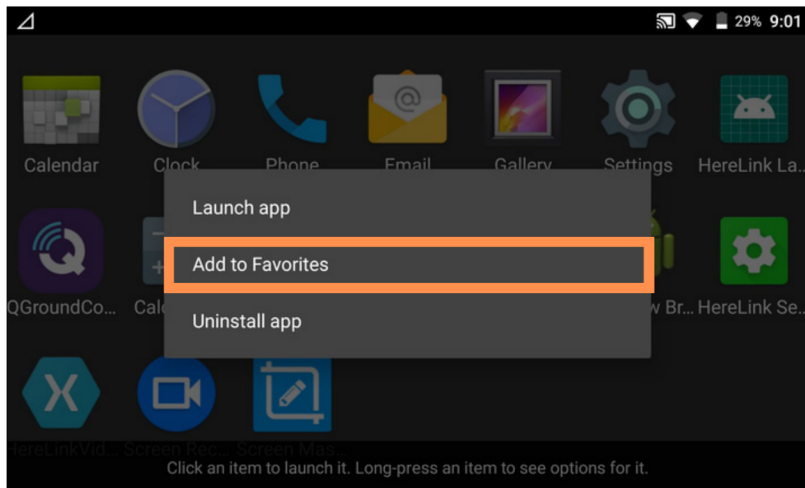 29% 9:01
Calendar Clock Phone Email Gallery Settings HereLink La...
Launch app
Add to Favorites
QGroundCo... HereLink Se...
Uninstall app
HereLinkVid... Screen Rec... Screen Mas...
Click an item to launch it. Long-press an item to see options for it.